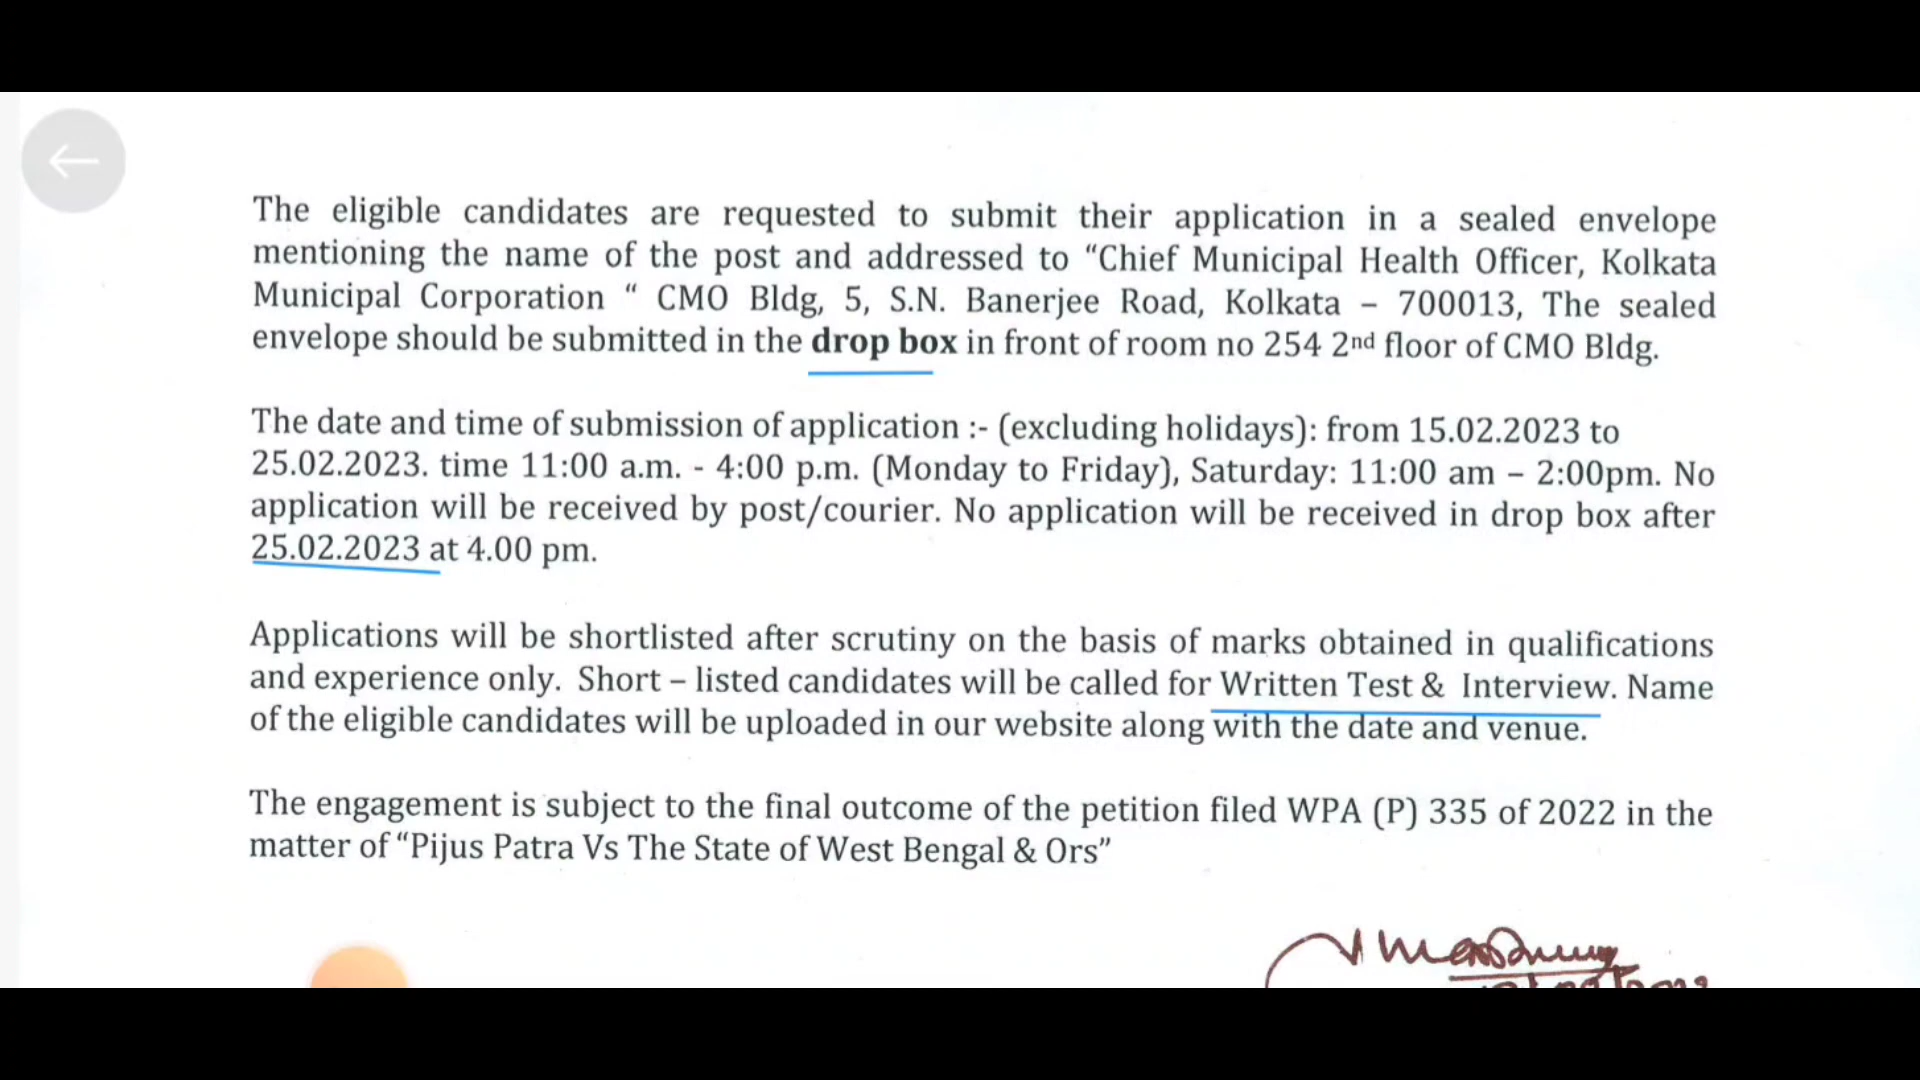 The eligible candidates are requested to submit their application in a sealed envelope
mentioning the name of the post and addressed to “Chief Municipal Health Officer, Kolkata
Municipal Corporation “ CMO Bldg, 5, S.N. Banerjee Road, Kolkata – 700013, The sealed
envelope should be submitted in the drop box in front of room no 254 2nd floor of CMO Bldg.
The date and time of submission of application :- (excluding holidays): from 15.02.2023 to
25.02.2023. time 11:00 a.m. - 4:00 p.m. (Monday to Friday), Saturday: 11:00 am – 2:00pm. No
application will be received by post/courier. No application will be received in drop box after
25.02.2023 at 4.00 pm.
Applications will be shortlisted after scrutiny on the basis of marks obtained in qualifications
and experience only. Short – listed candidates will be called for Written Test & Interview. Name
of the eligible candidates will be uploaded in our website along with the date and venue.
The engagement is subject to the final outcome of the petition filed WPA (P) 335 of 2022 in the
matter of “Pijus Patra Vs The State of West Bengal & Ors”